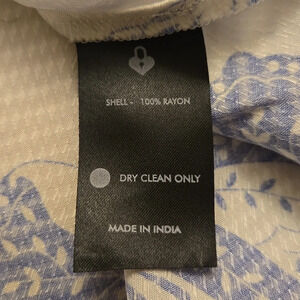 SHELL - 100% RAYON
DRY CLEAN ONLY
MADE IN INDIA